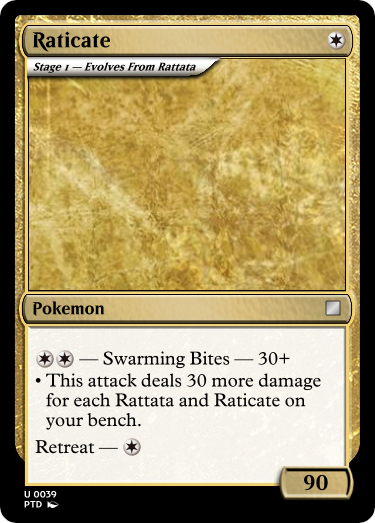 Raticate
Stage 1 — Evolves From Rattata
Pokemon
— Swarming Bites — 30+
• This attack deals 30 more damage
for each Rattata and Raticate on
your bench.
Retreat —
90
U 0039
PTD